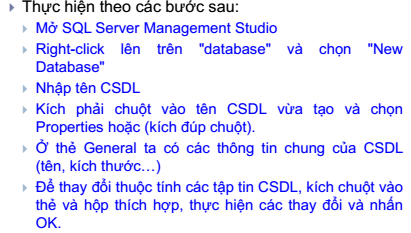 Thực hiện theo các bước sau:
Mở SQL Server Management Studio
Right-click lên trên "database" và chọn "New
Database"
Nhập tên CSDL
Kích phải chuột vào tên CSDL vừa tạo và chọn
Properties hoặc (kích đúp chuột).
Ở thẻ General ta có các thông tin chung của CSDL
(tên, kích thước…)
Để thay đổi thuộc tính các tập tin CSDL, kích chuột vào
thẻ và hộp thích hợp, thực hiện các thay đổi và nhấn
OK.